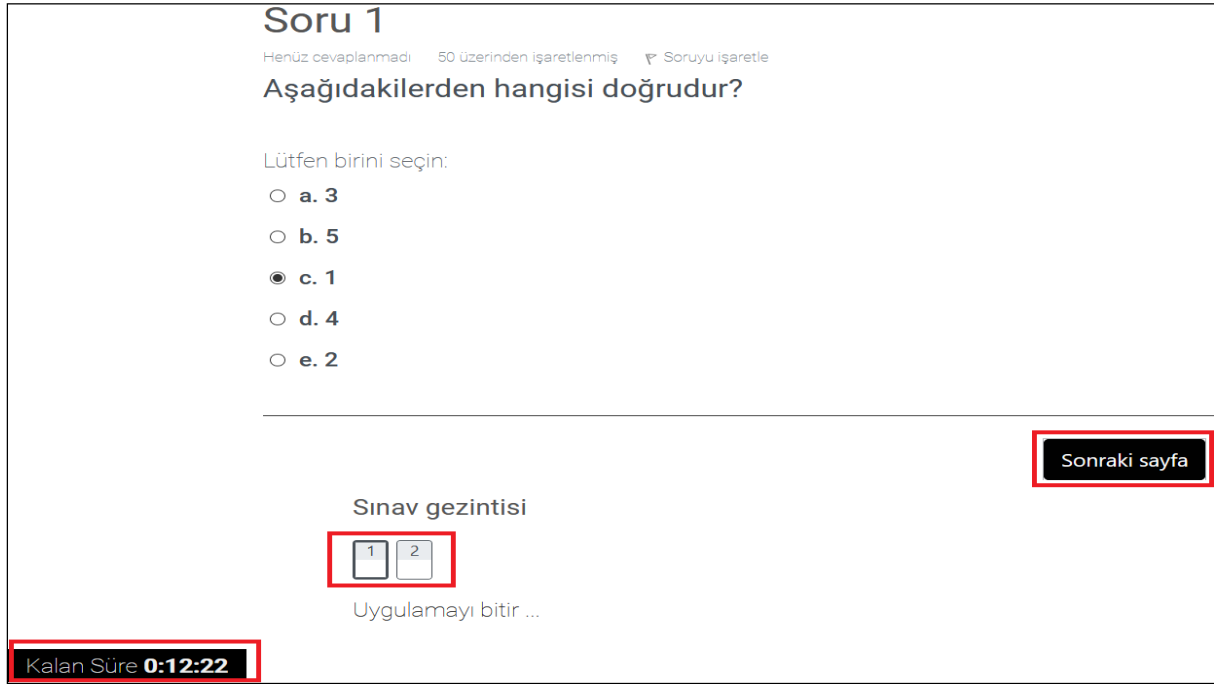 Soru 1
Henüz cevaplanmadı 50 üzerinden işaretlenmiş Soruyu işaretle
Aşağıdakilerden hangisi doğrudur?
Lütfen birini seçin:
a. 3
b. 5
c. 1
d. 4
e. 2
Sonraki sayfa
Sınav gezintisi
1 2
Uygulamayı bitir ...
Kalan Süre 0:12:22